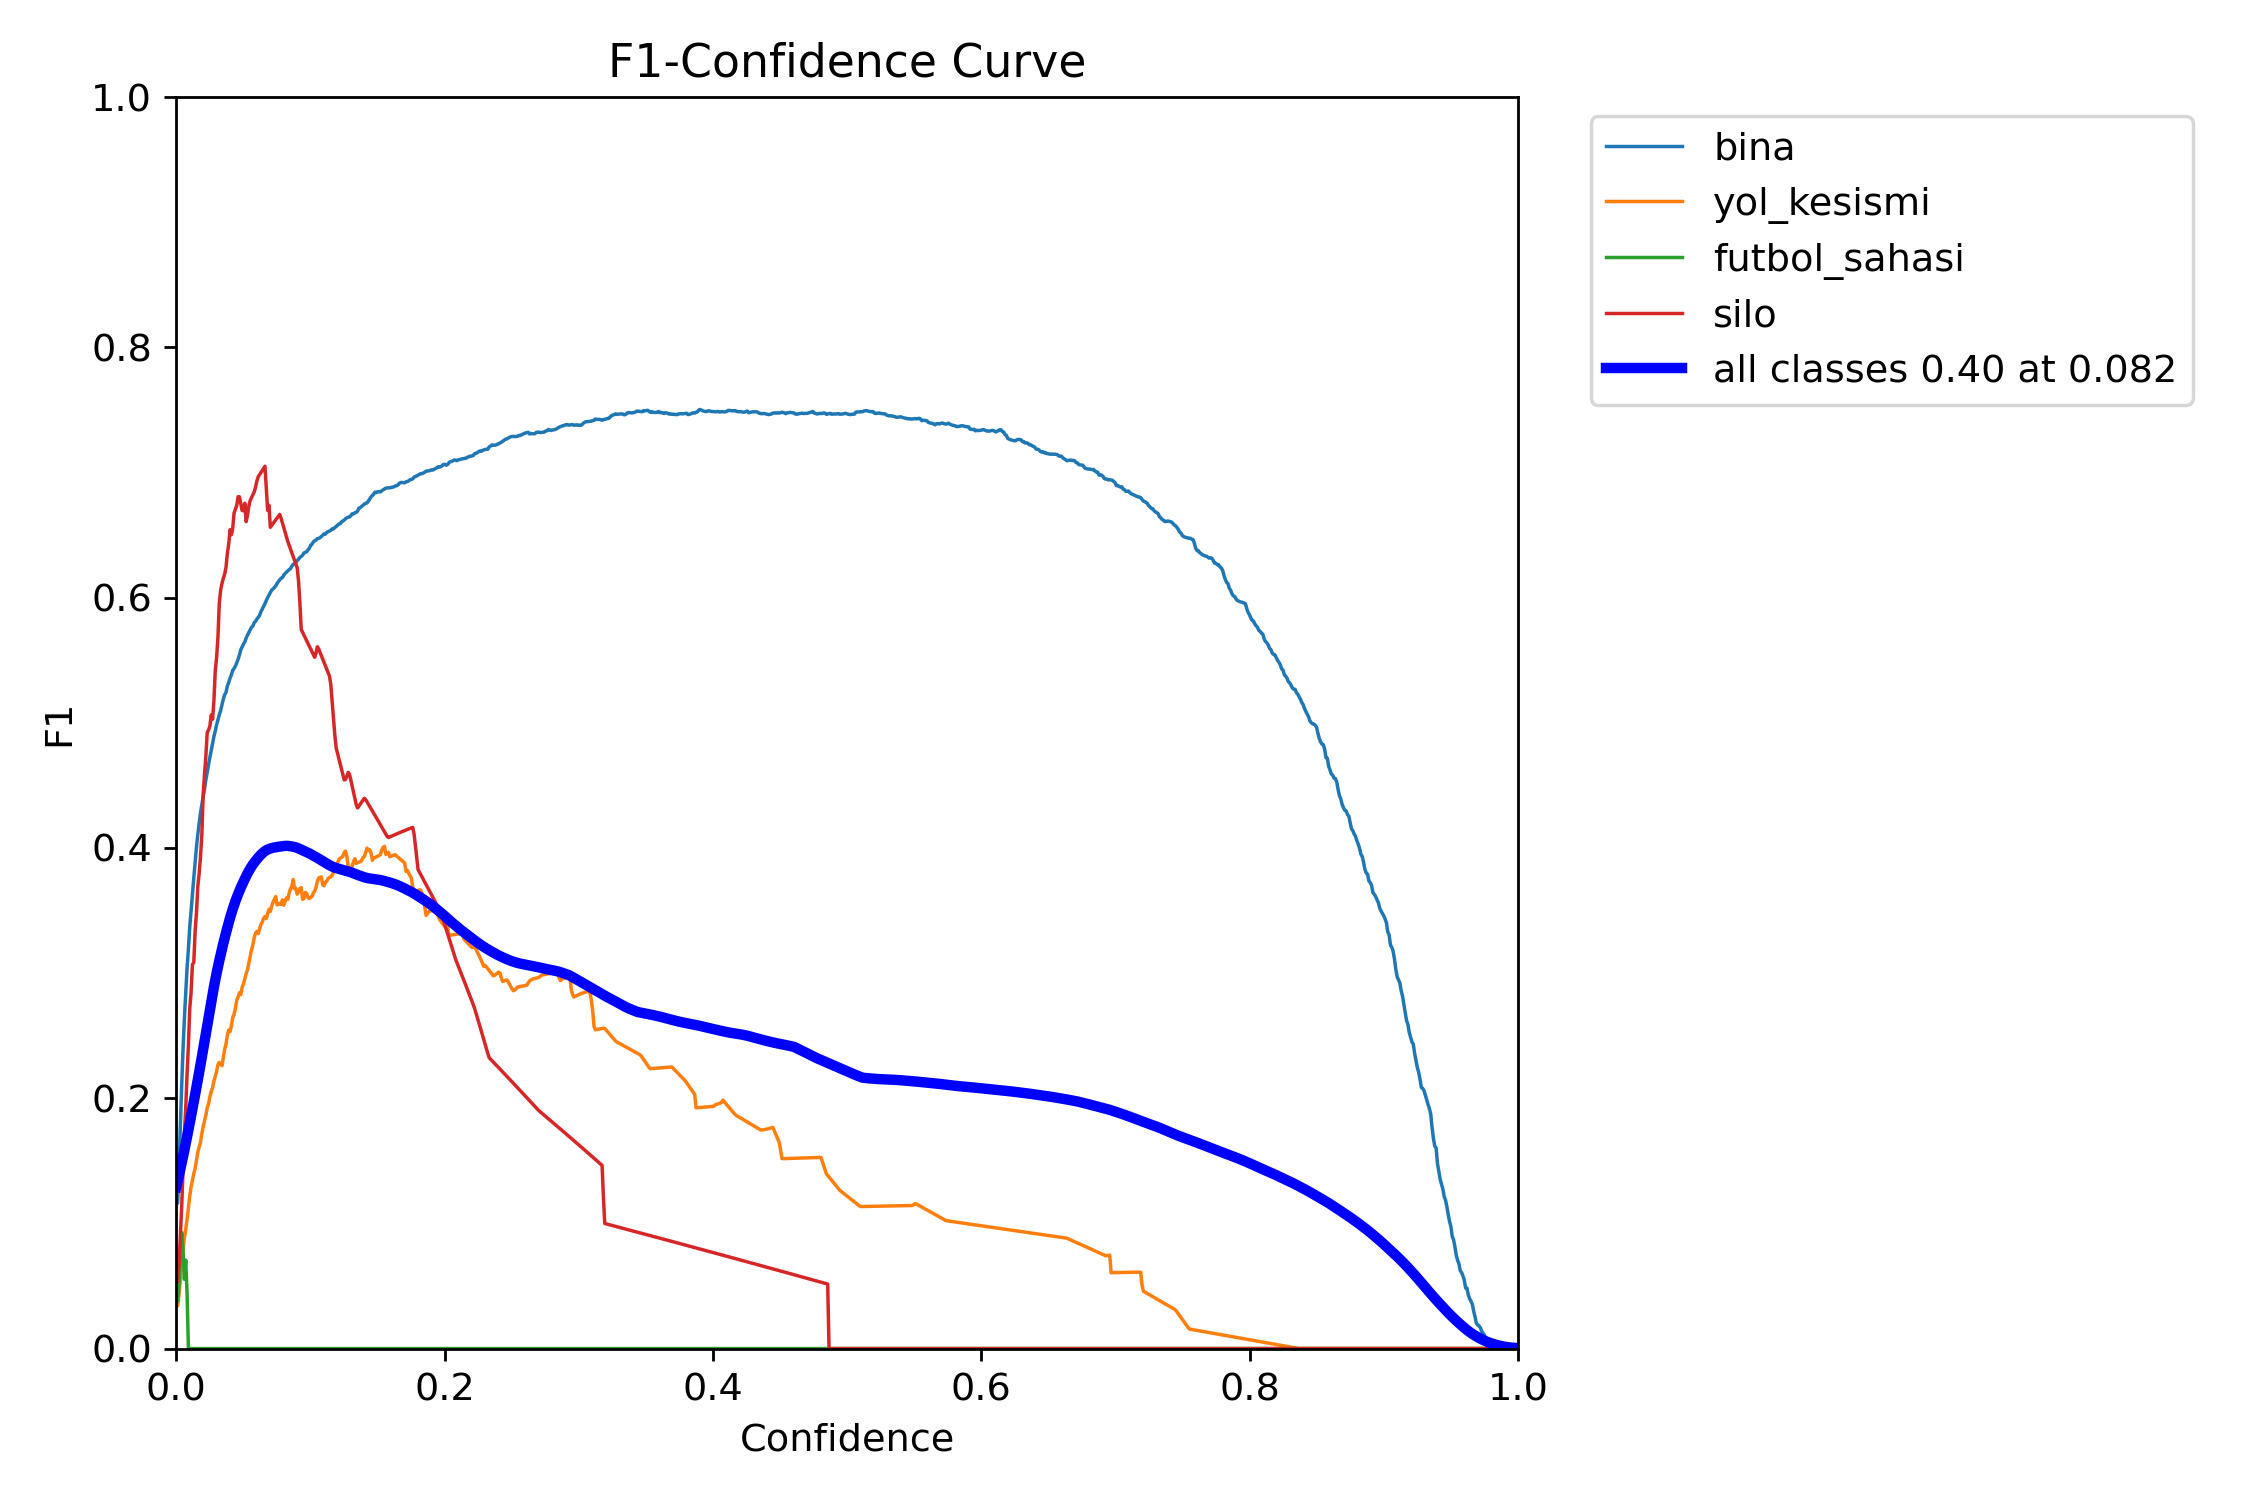 F1-Confidence Curve
1.0
0.8
0.6
0.4
0.2
0.0
F1
0.0 0.2 0.4 0.6 0.8 1.0
Confidence
bina
yol_kesismi
futbol_sahasi
silo
all classes 0.40 at 0.082